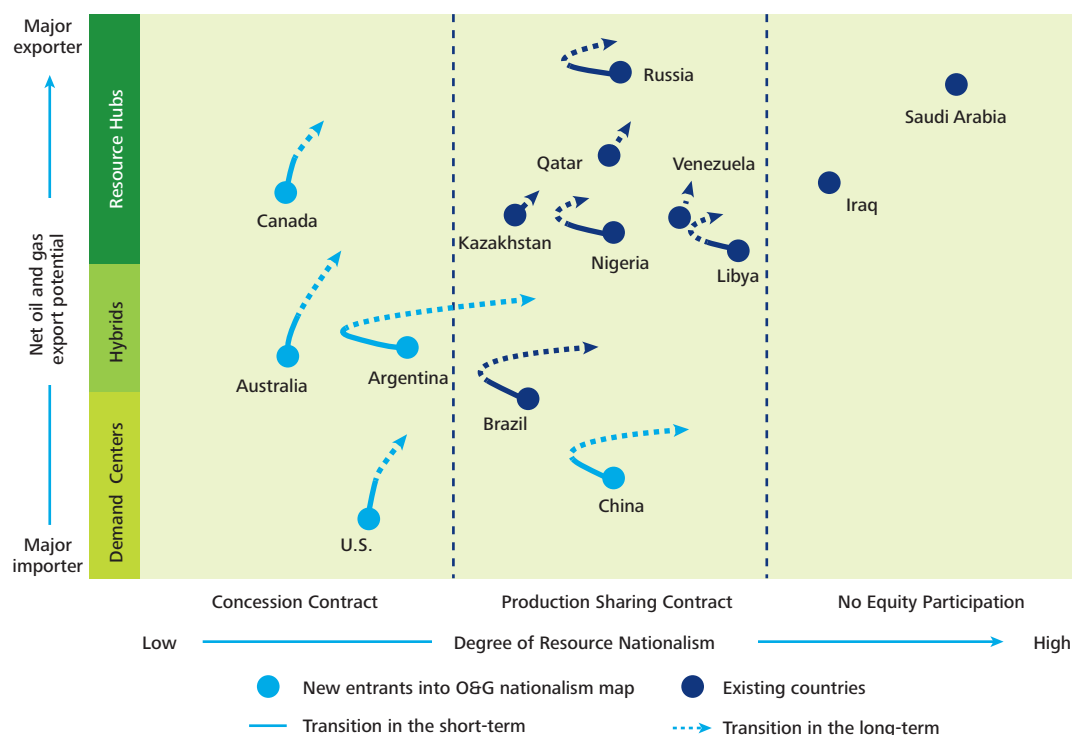 Major
exporter
Net oil and gas
export potential
Major
importer
Resource Hubs
Hybrids
Demand Centers
Russia
Saudi Arabia
Qatar
Venezuela
Canada
Iraq
Kazakhstan
Nigeria
Libya
Australia
Argentina
Brazil
China
U.S.
Concession Contract
Production Sharing Contract
No Equity Participation
Low
Degree of Resource Nationalism
High
New entrants into O&G nationalism map
Existing countries
Transition in the short-term
Transition in the long-term